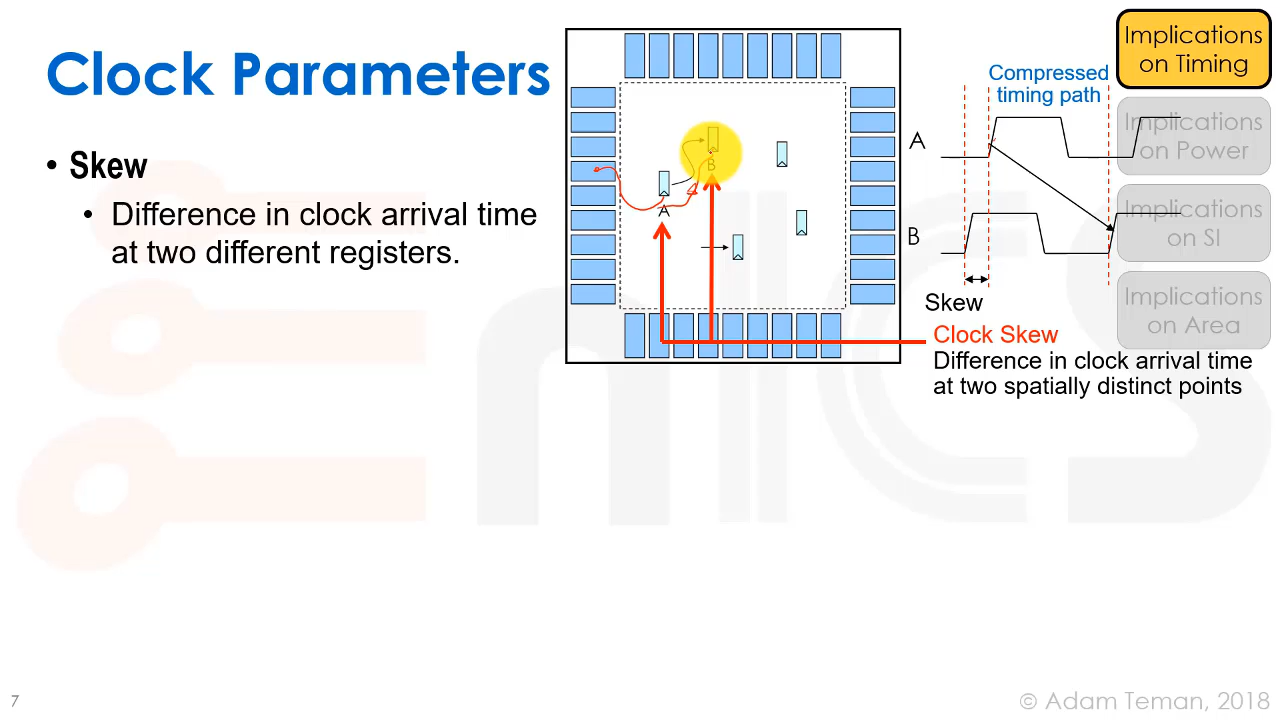 Clock Parameters
• Skew
• Difference in clock arrival time
at two different registers.
A
B
Compressed
timing path
A
B
Skew
Clock Skew
Difference in clock arrival time
at two spatially distinct points
Implications
on Timing
Implications
on Power
Implications
on SI
Implications
on Area
7
© Adam Teman, 2018